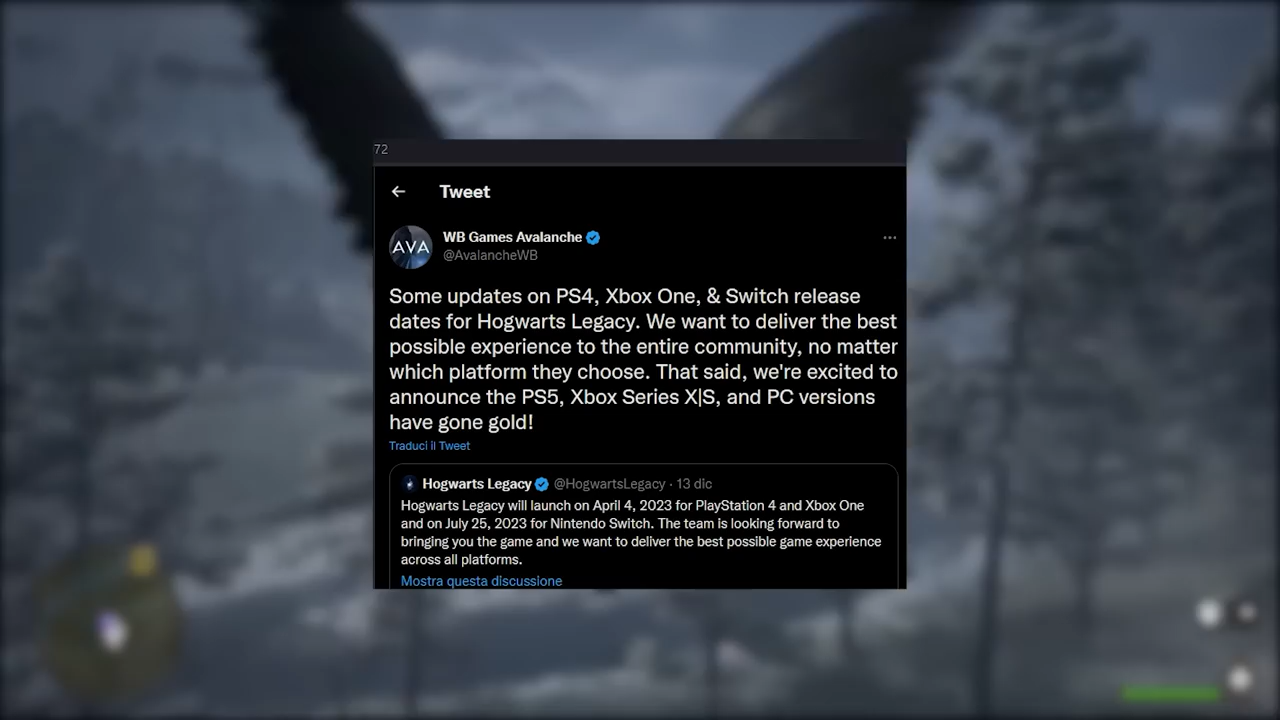 72
Tweet
AVA
WB Games Avalanche
@AvalancheWB
Some updates on PS4, Xbox One, & Switch release
dates for Hogwarts Legacy. We want to deliver the best
possible experience to the entire community, no matter
which platform they choose. That said, we're excited to
announce the PS5, Xbox Series X|S, and PC versions
have gone gold!
Traduci il Tweet
Hogwarts Legacy @HogwartsLegacy · 13 dic
Hogwarts Legacy will launch on April 4, 2023 for PlayStation 4 and Xbox One
and on July 25, 2023 for Nintendo Switch. The team is looking forward to
bringing you the game and we want to deliver the best possible game experience
across all platforms.
Mostra questa discussione